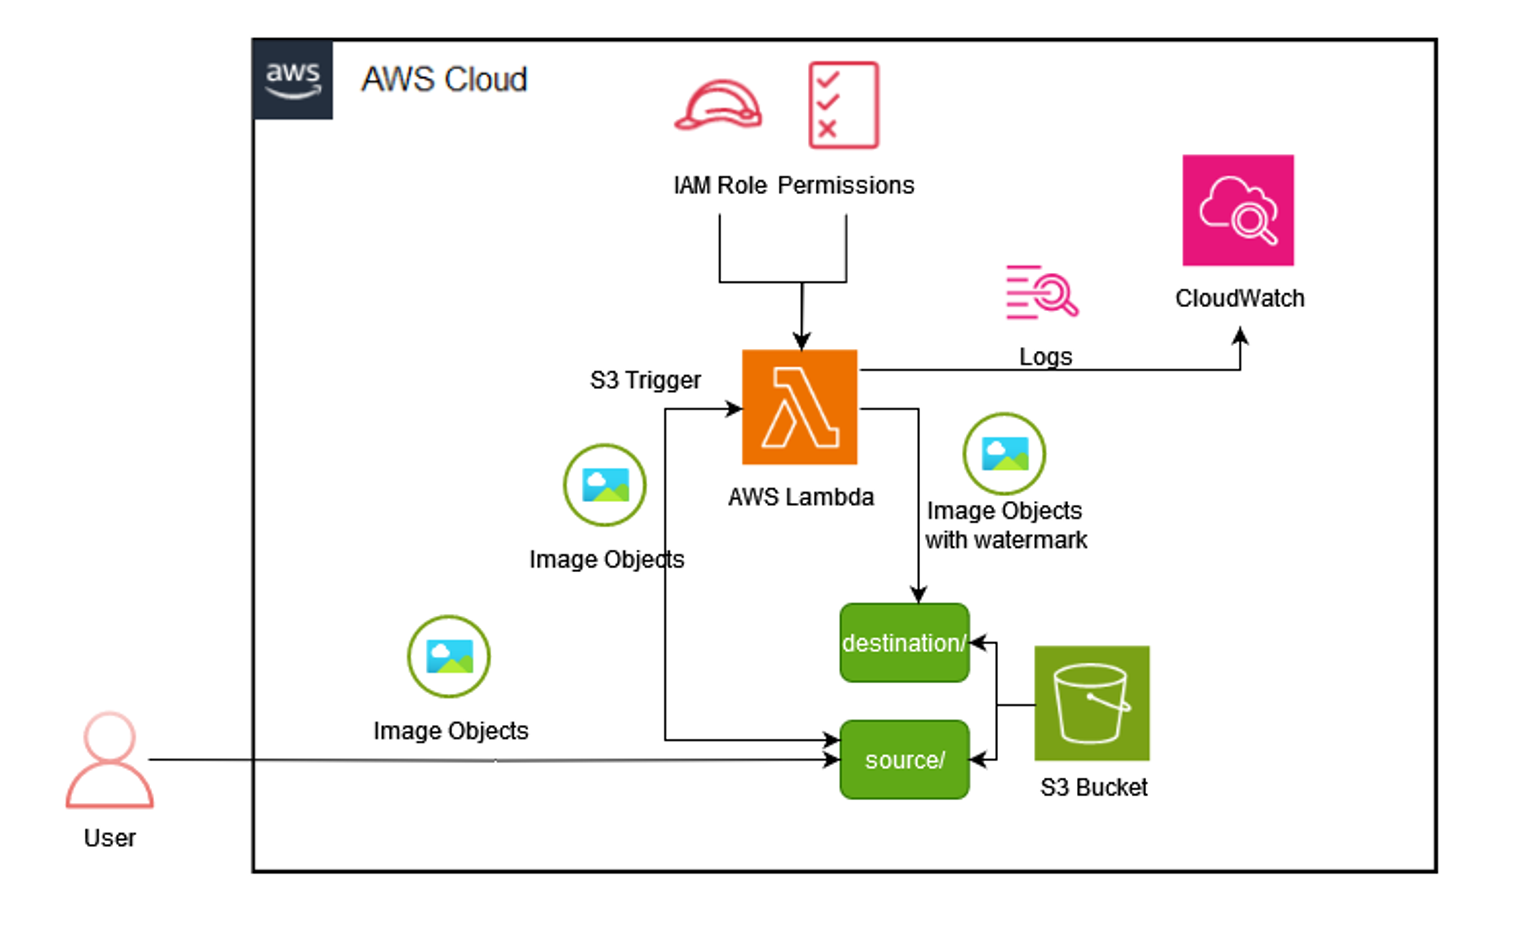 aws
AWS Cloud
IAM Role
Permissions
CloudWatch
Logs
S3 Trigger
AWS Lambda
Image Objects
with watermark
Image Objects
destination/
Image Objects
source/
S3 Bucket
User